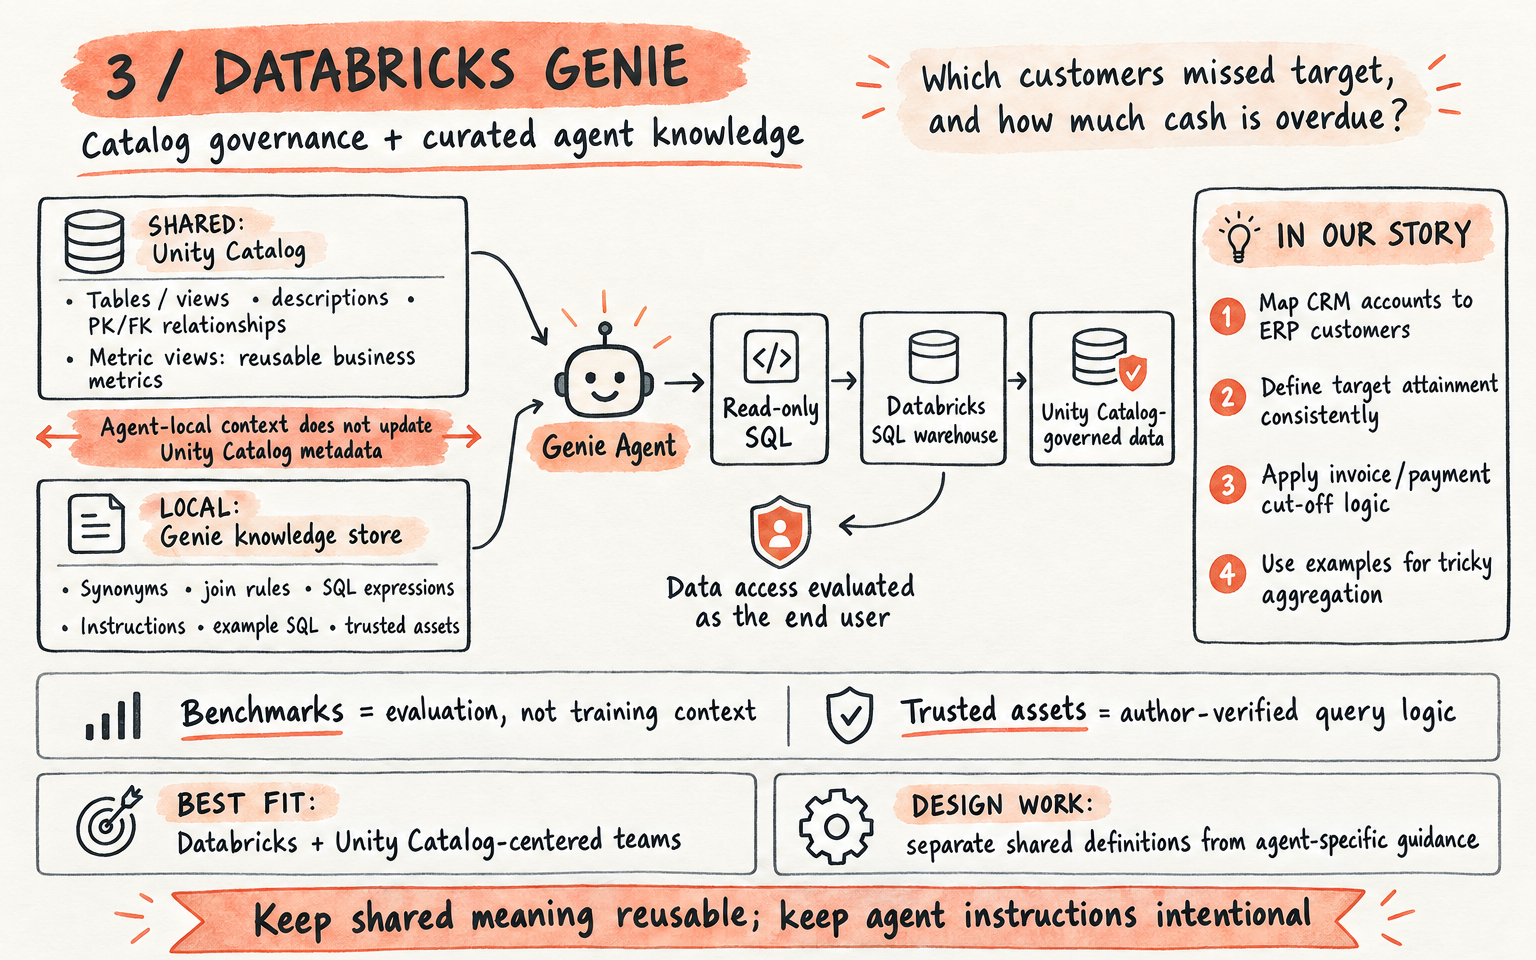 3 / DATABRICKS GENIE
Catalog governance + curated agent knowledge
Which customers missed target,
and how much cash is overdue?
SHARED:
Unity Catalog
• Tables / views • descriptions •
PK/FK relationships
• Metric views: reusable business
metrics
Agent-local context does not update
Unity Catalog metadata
LOCAL:
Genie knowledge store
• Synonyms • join rules • SQL expressions
• Instructions • example SQL • trusted assets
Genie Agent
</>
Read-only
SQL
Databricks
SQL warehouse
Unity Catalog-
governed data
Data access evaluated
as the end user
IN OUR STORY
1 Map CRM accounts to
ERP customers
2 Define target attainment
consistently
3 Apply invoice/payment
cut-off logic
4 Use examples for tricky
aggregation
Benchmarks = evaluation, not training context
Trusted assets = author-verified query logic
BEST FIT:
Databricks + Unity Catalog-centered teams
DESIGN WORK:
separate shared definitions from agent-specific guidance
Keep shared meaning reusable; keep agent instructions intentional